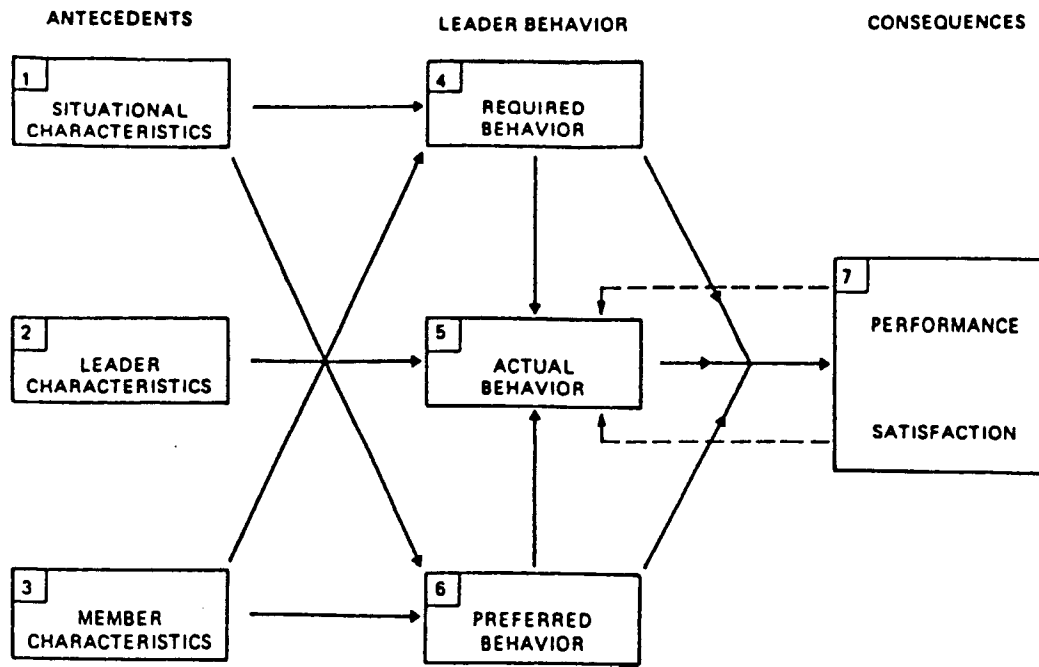 ANTECEDENTS
LEADER BEHAVIOR
CONSEQUENCES
1
SITUATIONAL
CHARACTERISTICS
4
REQUIRED
BEHAVIOR
2
LEADER
CHARACTERISTICS
5
ACTUAL
BEHAVIOR
7
PERFORMANCE
SATISFACTION
3
MEMBER
CHARACTERISTICS
6
PREFERRED
BEHAVIOR